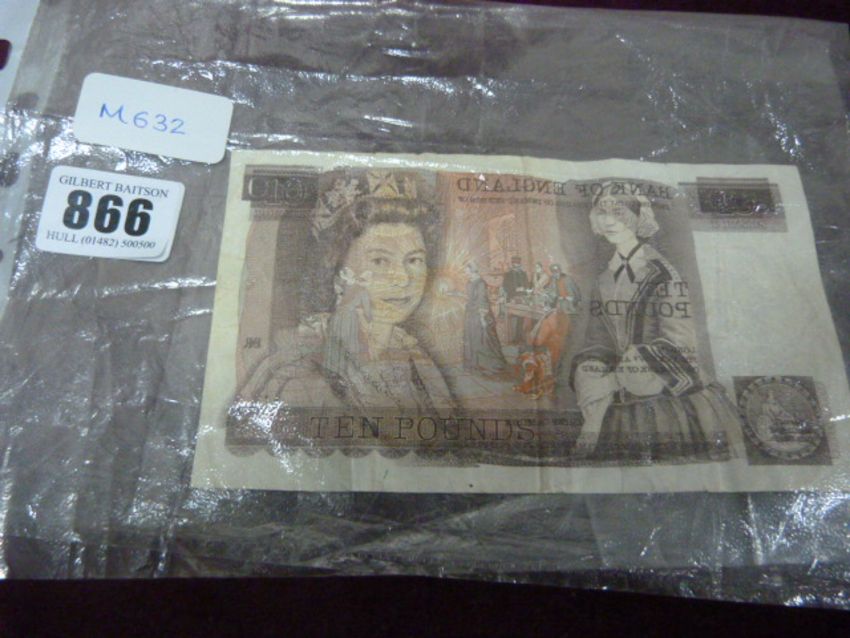 M632
GILBERT BAITSON
866
HULL (01482) 500500
BANK OF ENGLAND
TEN
POUNDS
TEN POUNDS